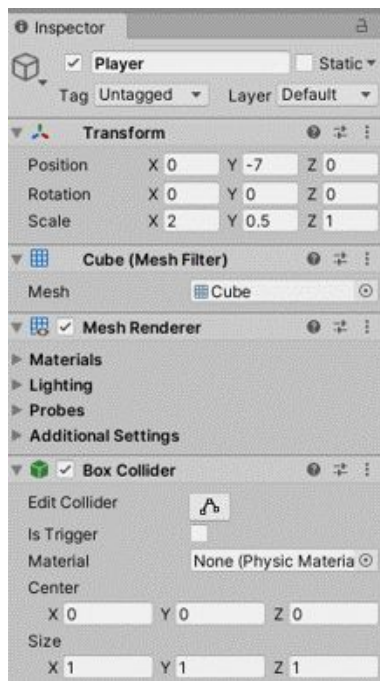 Inspector
Player Static
Tag Untagged Layer Default
Transform
Position X 0 Y -7 Z 0
Rotation X 0 Y 0 Z 0
Scale X 2 Y 0.5 Z 1
Cube (Mesh Filter)
Mesh Cube
Mesh Renderer
Materials
Lighting
Probes
Additional Settings
Box Collider
Edit Collider
Is Trigger
Material None (Physic Materia
Center
X 0 Y 0 Z 0
Size
X 1 Y 1 Z 1